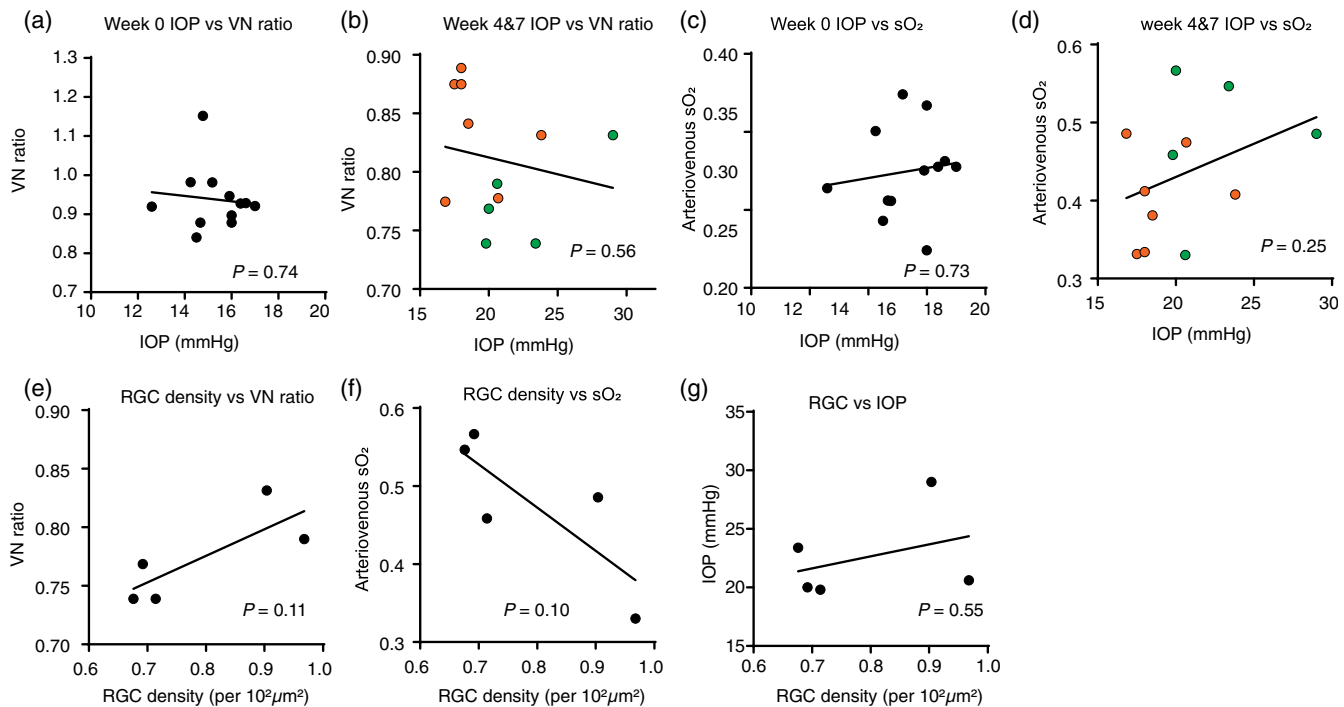 (a) Week 0 IOP vs VN ratio
VN ratio
1.3
1.2
1.1
1.0
0.9
0.8
0.7
P = 0.74
10 12 14 16 18 20
IOP (mmHg)
(b) Week 4&7 IOP vs VN ratio
VN ratio
0.90
0.85
0.80
0.75
0.70
P = 0.56
15 20 25 30
IOP (mmHg)
(c) Week 0 IOP vs sO₂
Arteriovenous sO₂
0.40
0.35
0.30
0.25
0.20
P = 0.73
10 12 14 16 18 20
IOP (mmHg)
(d) week 4&7 IOP vs sO₂
Arteriovenous sO₂
0.6
0.5
0.4
0.3
P = 0.25
15 20 25 30
IOP (mmHg)
(e) RGC density vs VN ratio
VN ratio
0.90
0.85
0.80
0.75
0.70
P = 0.11
0.6 0.7 0.8 0.9 1.0
RGC density (per 10²µm²)
(f) RGC density vs sO₂
Arteriovenous sO₂
0.6
0.5
0.4
0.3
P = 0.10
0.6 0.7 0.8 0.9 1.0
RGC density (per 10²µm²)
(g) RGC vs IOP
IOP (mmHg)
35
30
25
20
15
P = 0.55
0.6 0.7 0.8 0.9 1.0
RGC density (per 10²µm²)